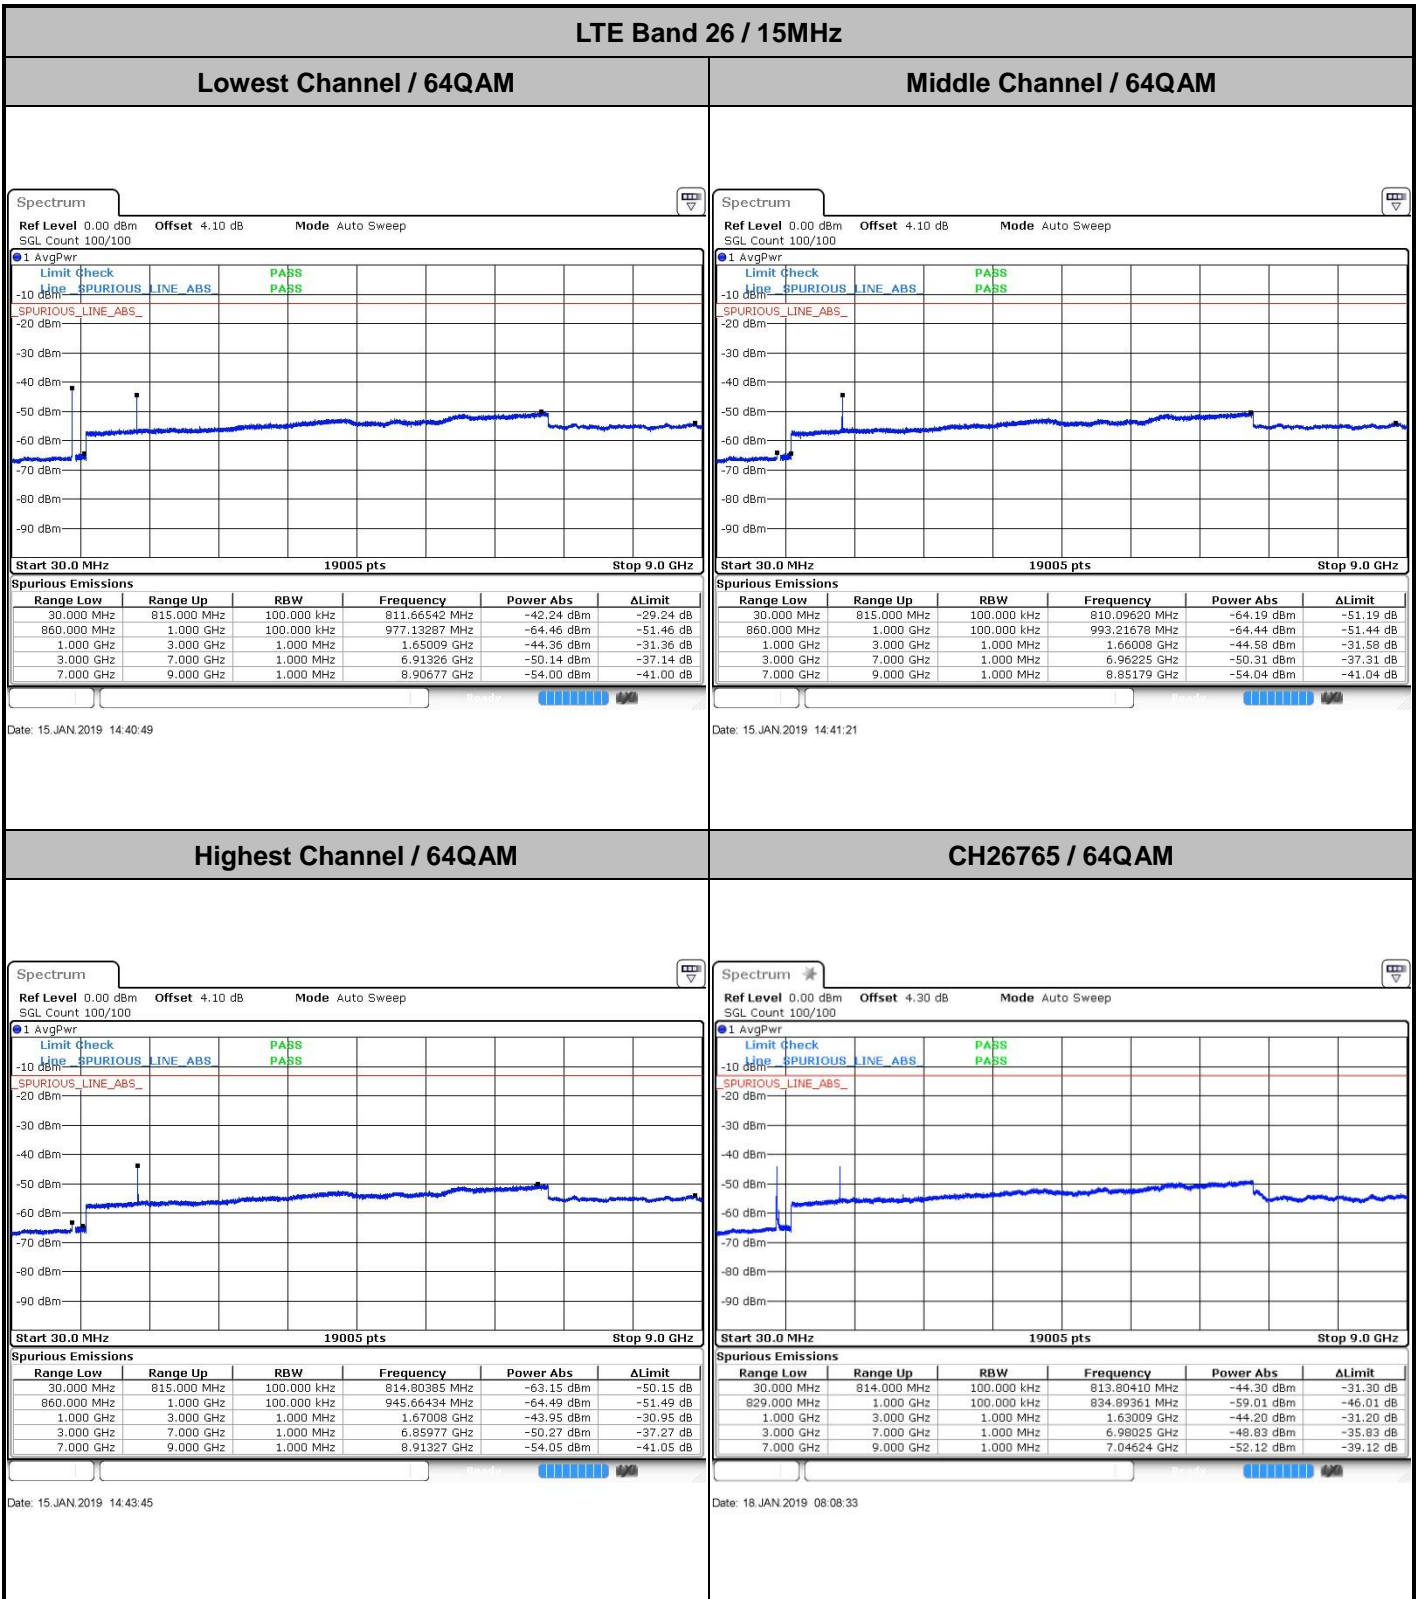 LTE Band 26 / 15MHz
Lowest Channel / 64QAM
Middle Channel / 64QAM
Spectrum
Ref Level 0.00 dBm Offset 4.10 dB Mode Auto Sweep
SGL Count 100/100
1 AvgPwr
Limit Check PASS
Line _SPURIOUS_LINE_ABS_ PASS
-10 dBm
_SPURIOUS_LINE_ABS_
-20 dBm
-30 dBm
-40 dBm
-50 dBm
-60 dBm
-70 dBm
-80 dBm
-90 dBm
Start 30.0 MHz 19005 pts Stop 9.0 GHz
Spurious Emissions
Range Low Range Up RBW Frequency Power Abs ΔLimit
30.000 MHz 815.000 MHz 100.000 kHz 811.66542 MHz -42.24 dBm -29.24 dB
860.000 MHz 1.000 GHz 100.000 kHz 977.13287 MHz -64.46 dBm -51.46 dB
1.000 GHz 3.000 GHz 1.000 MHz 1.65009 GHz -44.36 dBm -31.36 dB
3.000 GHz 7.000 GHz 1.000 MHz 6.91326 GHz -50.14 dBm -37.14 dB
7.000 GHz 9.000 GHz 1.000 MHz 8.90677 GHz -54.00 dBm -41.00 dB
Date: 15.JAN.2019 14:40:49
Spectrum
Ref Level 0.00 dBm Offset 4.10 dB Mode Auto Sweep
SGL Count 100/100
1 AvgPwr
Limit Check PASS
Line _SPURIOUS_LINE_ABS_ PASS
-10 dBm
_SPURIOUS_LINE_ABS_
-20 dBm
-30 dBm
-40 dBm
-50 dBm
-60 dBm
-70 dBm
-80 dBm
-90 dBm
Start 30.0 MHz 19005 pts Stop 9.0 GHz
Spurious Emissions
Range Low Range Up RBW Frequency Power Abs ΔLimit
30.000 MHz 815.000 MHz 100.000 kHz 810.09620 MHz -64.19 dBm -51.19 dB
860.000 MHz 1.000 GHz 100.000 kHz 993.21678 MHz -64.44 dBm -51.44 dB
1.000 GHz 3.000 GHz 1.000 MHz 1.66008 GHz -44.58 dBm -31.58 dB
3.000 GHz 7.000 GHz 1.000 MHz 6.96225 GHz -50.31 dBm -37.31 dB
7.000 GHz 9.000 GHz 1.000 MHz 8.85179 GHz -54.04 dBm -41.04 dB
Date: 15.JAN.2019 14:41:21
Highest Channel / 64QAM
CH26765 / 64QAM
Spectrum
Ref Level 0.00 dBm Offset 4.10 dB Mode Auto Sweep
SGL Count 100/100
1 AvgPwr
Limit Check PASS
Line _SPURIOUS_LINE_ABS_ PASS
-10 dBm
_SPURIOUS_LINE_ABS_
-20 dBm
-30 dBm
-40 dBm
-50 dBm
-60 dBm
-70 dBm
-80 dBm
-90 dBm
Start 30.0 MHz 19005 pts Stop 9.0 GHz
Spurious Emissions
Range Low Range Up RBW Frequency Power Abs ΔLimit
30.000 MHz 815.000 MHz 100.000 kHz 814.80385 MHz -63.15 dBm -50.15 dB
860.000 MHz 1.000 GHz 100.000 kHz 945.66434 MHz -64.49 dBm -51.49 dB
1.000 GHz 3.000 GHz 1.000 MHz 1.67008 GHz -43.95 dBm -30.95 dB
3.000 GHz 7.000 GHz 1.000 MHz 6.85977 GHz -50.27 dBm -37.27 dB
7.000 GHz 9.000 GHz 1.000 MHz 8.91327 GHz -54.05 dBm -41.05 dB
Date: 15.JAN.2019 14:43:45
Spectrum
Ref Level 0.00 dBm Offset 4.30 dB Mode Auto Sweep
SGL Count 100/100
1 AvgPwr
Limit Check PASS
Line _SPURIOUS_LINE_ABS_ PASS
-10 dBm
_SPURIOUS_LINE_ABS_
-20 dBm
-30 dBm
-40 dBm
-50 dBm
-60 dBm
-70 dBm
-80 dBm
-90 dBm
Start 30.0 MHz 19005 pts Stop 9.0 GHz
Spurious Emissions
Range Low Range Up RBW Frequency Power Abs ΔLimit
30.000 MHz 814.000 MHz 100.000 kHz 813.80410 MHz -44.30 dBm -31.30 dB
829.000 MHz 1.000 GHz 100.000 kHz 834.89361 MHz -59.01 dBm -46.01 dB
1.000 GHz 3.000 GHz 1.000 MHz 1.63009 GHz -44.20 dBm -31.20 dB
3.000 GHz 7.000 GHz 1.000 MHz 6.98025 GHz -48.83 dBm -35.83 dB
7.000 GHz 9.000 GHz 1.000 MHz 7.04624 GHz -52.12 dBm -39.12 dB
Date: 18.JAN.2019 08:08:33